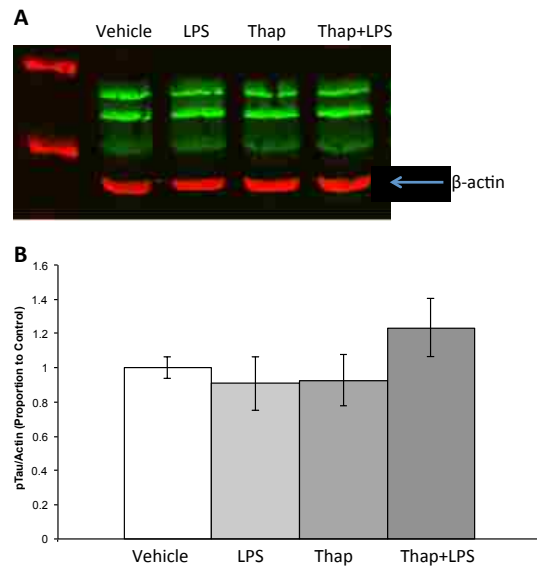 A
Vehicle LPS Thap Thap+LPS
β-actin
B
pTau/Actin (Proportion to Control)
1.6
1.4
1.2
1
0.8
0.6
0.4
0.2
0
Vehicle LPS Thap Thap+LPS